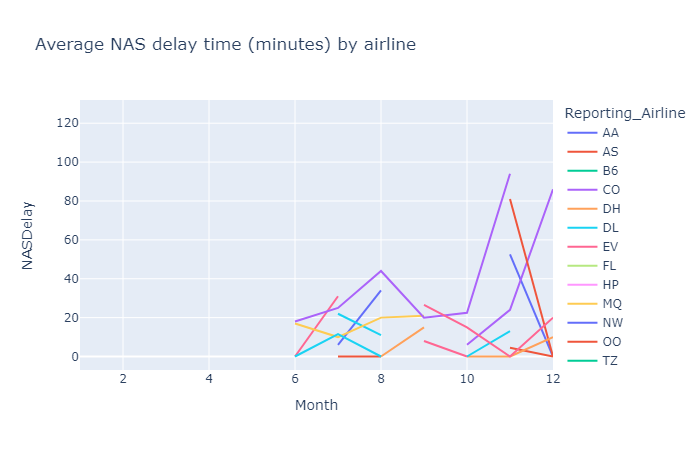 Average NAS delay time (minutes) by airline
Reporting_Airline
AA
AS
B6
CO
DH
DL
EV
FL
HP
MQ
NW
OO
TZ
NASDelay
120
100
80
60
40
20
0
2 4 6 8 10 12
Month